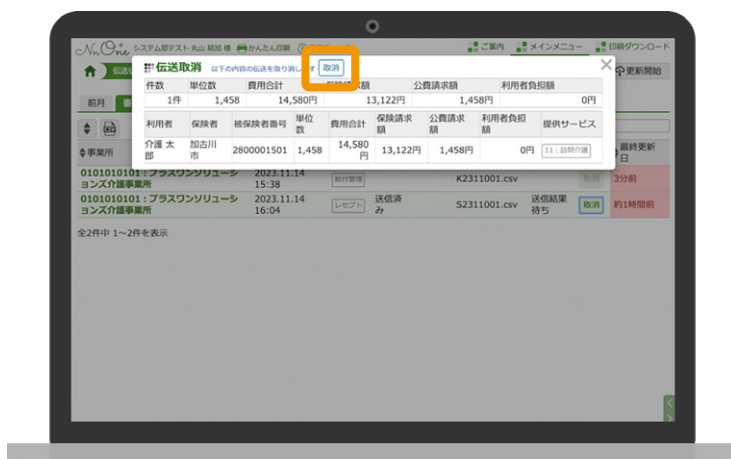 NnOne システム部テスト 丸山 結加 様 かんたん印刷
ご案内 メインメニュー 印刷ダウンロード
更新開始
伝送取消 以下の内容の伝送を取り消します 取消
件数 単位数 費用合計 保険請求額 公費請求額 利用者負担額
1件 1,458 14,580円 13,122円 1,458円 0円
前月
利用者 保険者 被保険者番号 単位数 費用合計 保険請求額 公費請求額 利用者負担額 提供サービス
介護 太郎 加古川市 2800001501 1,458 14,580円 13,122円 1,458円 0円 11：訪問介護
事業所 最終更新日
0101010101：プラスワンソリューションズ介護事業所 2023.11.14 15:38 給付管理 K2311001.csv 取消 3分前
0101010101：プラスワンソリューションズ介護事業所 2023.11.14 16:04 レセプト 送信済み S2311001.csv 送信結果待ち 取消 約1時間前
全2件中 1～2件を表示